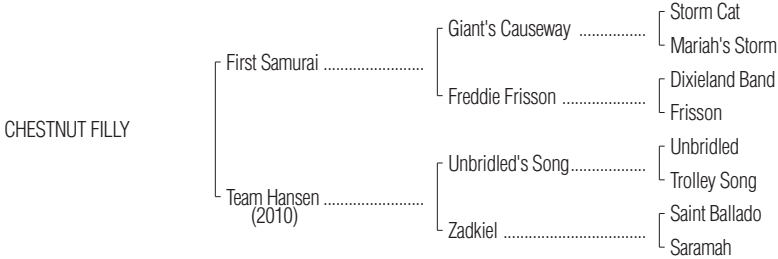 Storm Cat
Giant's Causeway ................
Mariah's Storm
First Samurai ........................
Dixieland Band
Freddie Frisson ....................
Frisson
CHESTNUT FILLY
Unbridled
Unbridled's Song..................
Trolley Song
Team Hansen ........................
(2010)
Saint Ballado
Zadkiel ..................................
Saramah